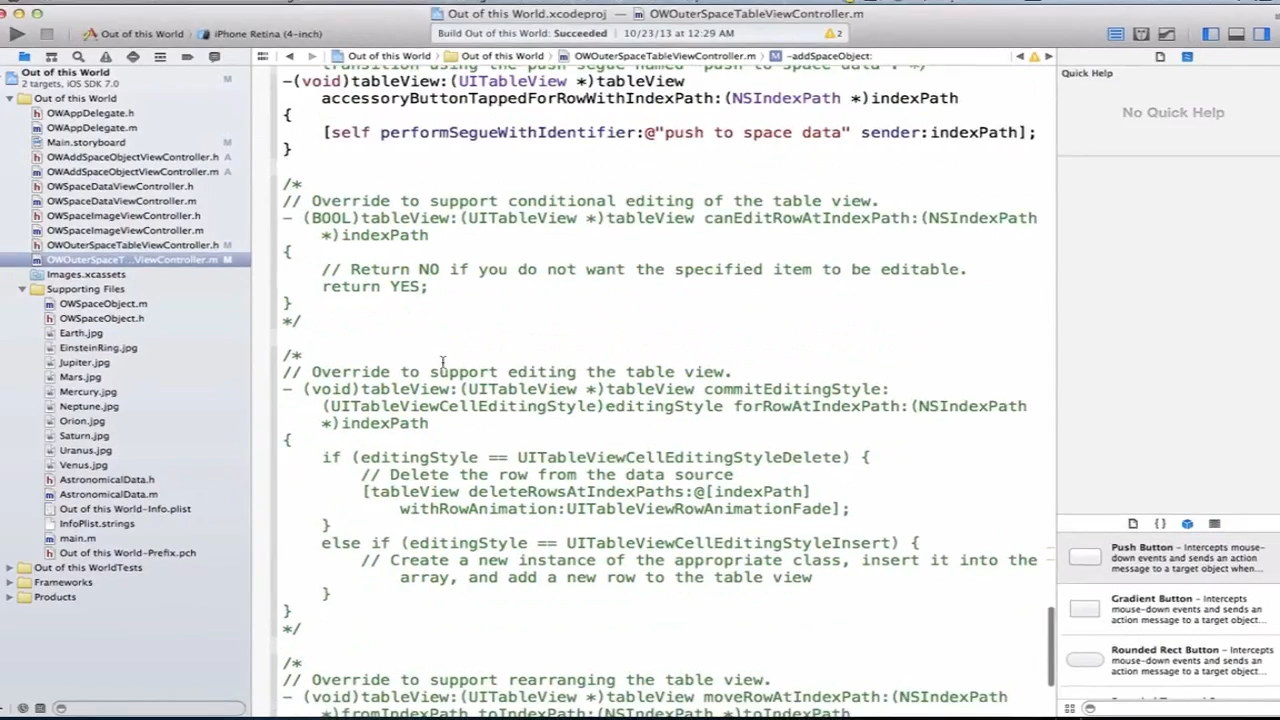 Out of this World.xcodeproj — OWOuterSpaceTableViewController.m
Out of this World iPhone Retina (4-inch)
Build Out of this World: Succeeded 10/23/13 at 12:29 AM 2
Out of this World Out of this World OWOuterSpaceTableViewController.m -addSpaceObject:
Out of this World M
2 targets, iOS SDK 7.0
Out of this World
OWAppDelegate.h
OWAppDelegate.m
Main.storyboard M
OWAddSpaceObjectViewController.h A
OWAddSpaceObjectViewController.m A
OWSpaceDataViewController.h
OWSpaceDataViewController.m
OWSpaceImageViewController.h
OWSpaceImageViewController.m
OWOuterSpaceTableViewController.h M
OWOuterSpaceT...ViewController.m M
Images.xcassets
Supporting Files
OWSpaceObject.m
OWSpaceObject.h
Earth.jpg
EinsteinRing.jpg
Jupiter.jpg
Mars.jpg
Mercury.jpg
Neptune.jpg
Orion.jpg
Saturn.jpg
Uranus.jpg
Venus.jpg
AstronomicalData.h
AstronomicalData.m
Out of this World-Info.plist
InfoPlist.strings
main.m
Out of this World-Prefix.pch
Out of this WorldTests
Frameworks
Products
-(void)tableView:(UITableView *)tableView
accessoryButtonTappedForRowWithIndexPath:(NSIndexPath *)indexPath
{
[self performSegueWithIdentifier:@"push to space data" sender:indexPath];
}
/*
// Override to support conditional editing of the table view.
- (BOOL)tableView:(UITableView *)tableView canEditRowAtIndexPath:(NSIndexPath
*)indexPath
{
// Return NO if you do not want the specified item to be editable.
return YES;
}
*/
/*
// Override to support editing the table view.
- (void)tableView:(UITableView *)tableView commitEditingStyle:
(UITableViewCellEditingStyle)editingStyle forRowAtIndexPath:(NSIndexPath
*)indexPath
{
if (editingStyle == UITableViewCellEditingStyleDelete) {
// Delete the row from the data source
[tableView deleteRowsAtIndexPaths:@[indexPath]
withRowAnimation:UITableViewRowAnimationFade];
}
else if (editingStyle == UITableViewCellEditingStyleInsert) {
// Create a new instance of the appropriate class, insert it into the
array, and add a new row to the table view
}
}
*/
/*
// Override to support rearranging the table view.
- (void)tableView:(UITableView *)tableView moveRowAtIndexPath:(NSIndexPath
*)fromIndexPath toIndexPath:(NSIndexPath *)toIndexPath
Quick Help
No Quick Help
Push Button - Intercepts mouse-
down events and sends an action
message to a target object when...
Gradient Button - Intercepts
mouse-down events and sends an
action message to a target object...
Rounded Rect Button - Intercepts
mouse-down events and sends an
action message to a target object...